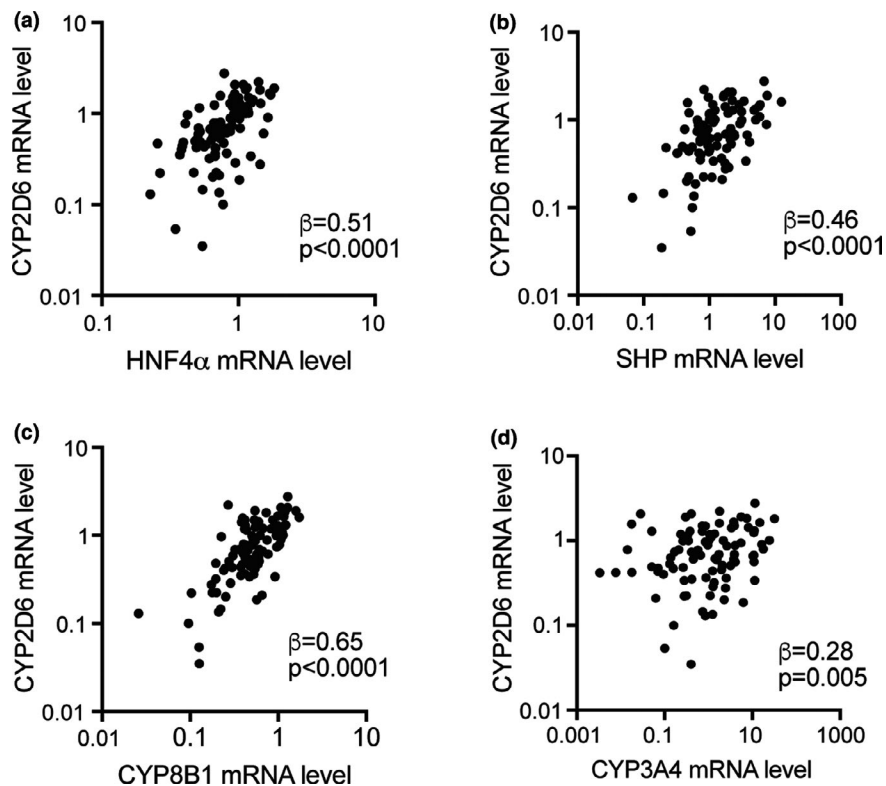 (a)
CYP2D6 mRNA level
10
1
0.1
0.01
0.1
1
10
HNF4α mRNA level
β=0.51
p<0.0001
(b)
CYP2D6 mRNA level
10
1
0.1
0.01
0.01
0.1
1
10
100
SHP mRNA level
β=0.46
p<0.0001
(c)
CYP2D6 mRNA level
10
1
0.1
0.01
0.01
0.1
1
10
CYP8B1 mRNA level
β=0.65
p<0.0001
(d)
CYP2D6 mRNA level
10
1
0.1
0.01
0.001
0.1
10
1000
CYP3A4 mRNA level
β=0.28
p=0.005